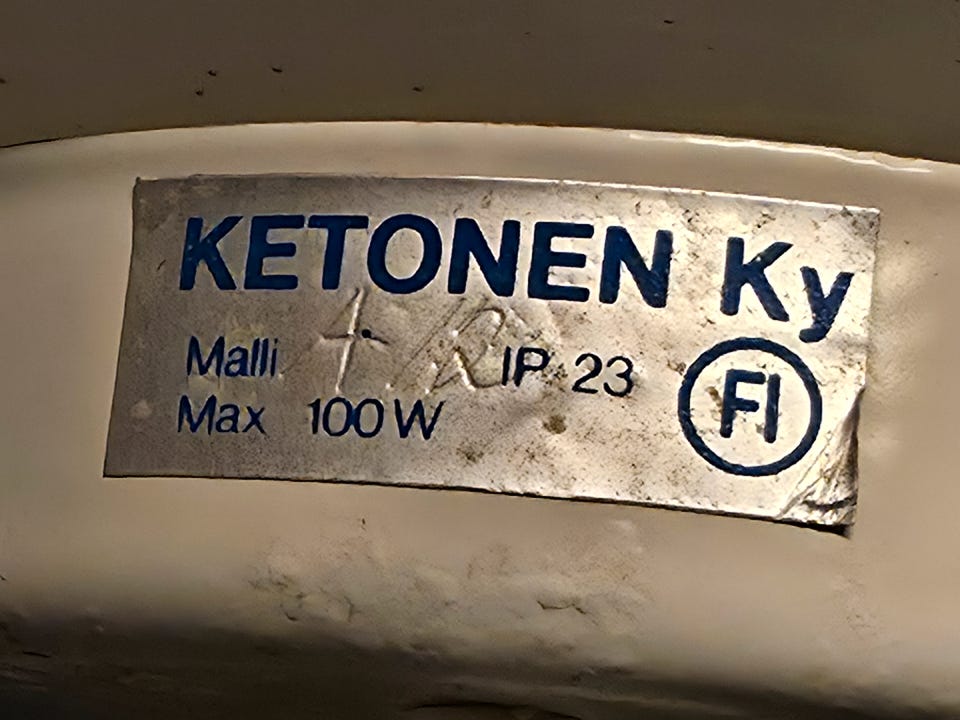 KETONEN Ky
Malli IP 23
Max 100 W
FI